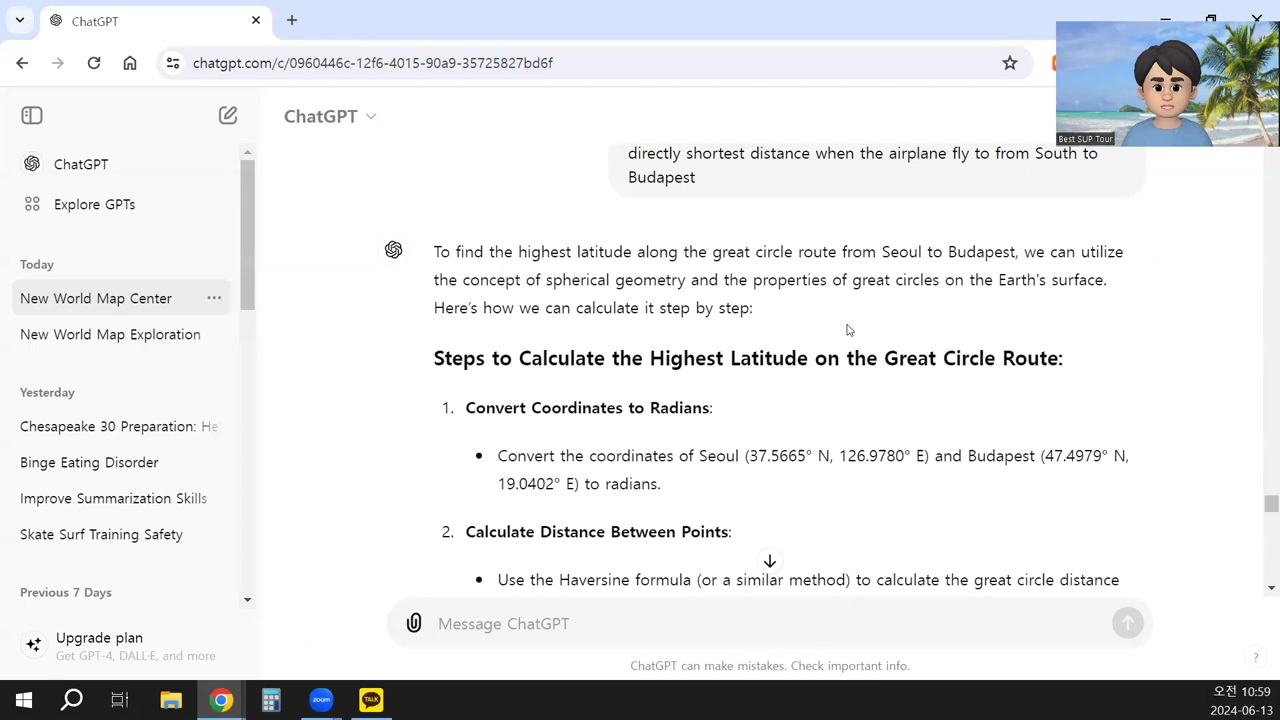 ChatGPT
chatgpt.com/c/0960446c-12f6-4015-90a9-35725827bd6f
Best SUP Tour
ChatGPT
ChatGPT
Explore GPTs
Today
New World Map Center
New World Map Exploration
Yesterday
Chesapeake 30 Preparation: He
Binge Eating Disorder
Improve Summarization Skills
Skate Surf Training Safety
Previous 7 Days
Upgrade plan
Get GPT-4, DALL·E, and more
directly shortest distance when the airplane fly to from South to
Budapest
To find the highest latitude along the great circle route from Seoul to Budapest, we can utilize
the concept of spherical geometry and the properties of great circles on the Earth's surface.
Here's how we can calculate it step by step:
Steps to Calculate the Highest Latitude on the Great Circle Route:
1. Convert Coordinates to Radians:
• Convert the coordinates of Seoul (37.5665° N, 126.9780° E) and Budapest (47.4979° N,
19.0402° E) to radians.
2. Calculate Distance Between Points:
• Use the Haversine formula (or a similar method) to calculate the great circle distance
Message ChatGPT
ChatGPT can make mistakes. Check important info.
?
zoom
TALK
오전 10:59
2024-06-13